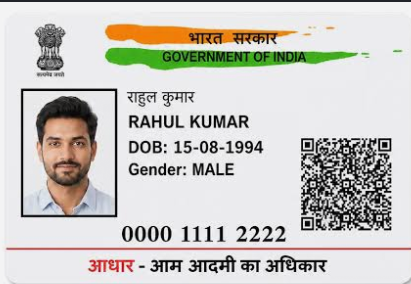 भारत सरकार
GOVERNMENT OF INDIA
राहुल कुमार
RAHUL KUMAR
DOB: 15-08-1994
Gender: MALE
0000 1111 2222
आधार - आम आदमी का अधिकार